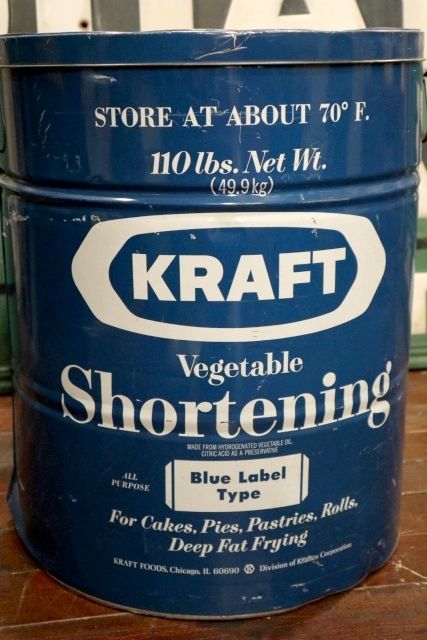 STORE AT ABOUT 70° F.
110 lbs. Net Wt.
(49.9 kg)
KRAFT
Vegetable
Shortening
MADE FROM HYDROGENATED VEGETABLE OIL,
CITRIC ACID AS A PRESERVATIVE
ALL
PURPOSE
Blue Label
Type
For Cakes, Pies, Pastries, Rolls,
Deep Fat Frying
KRAFT FOODS, Chicago, IL 60690 K Division of Kraftco Corporation